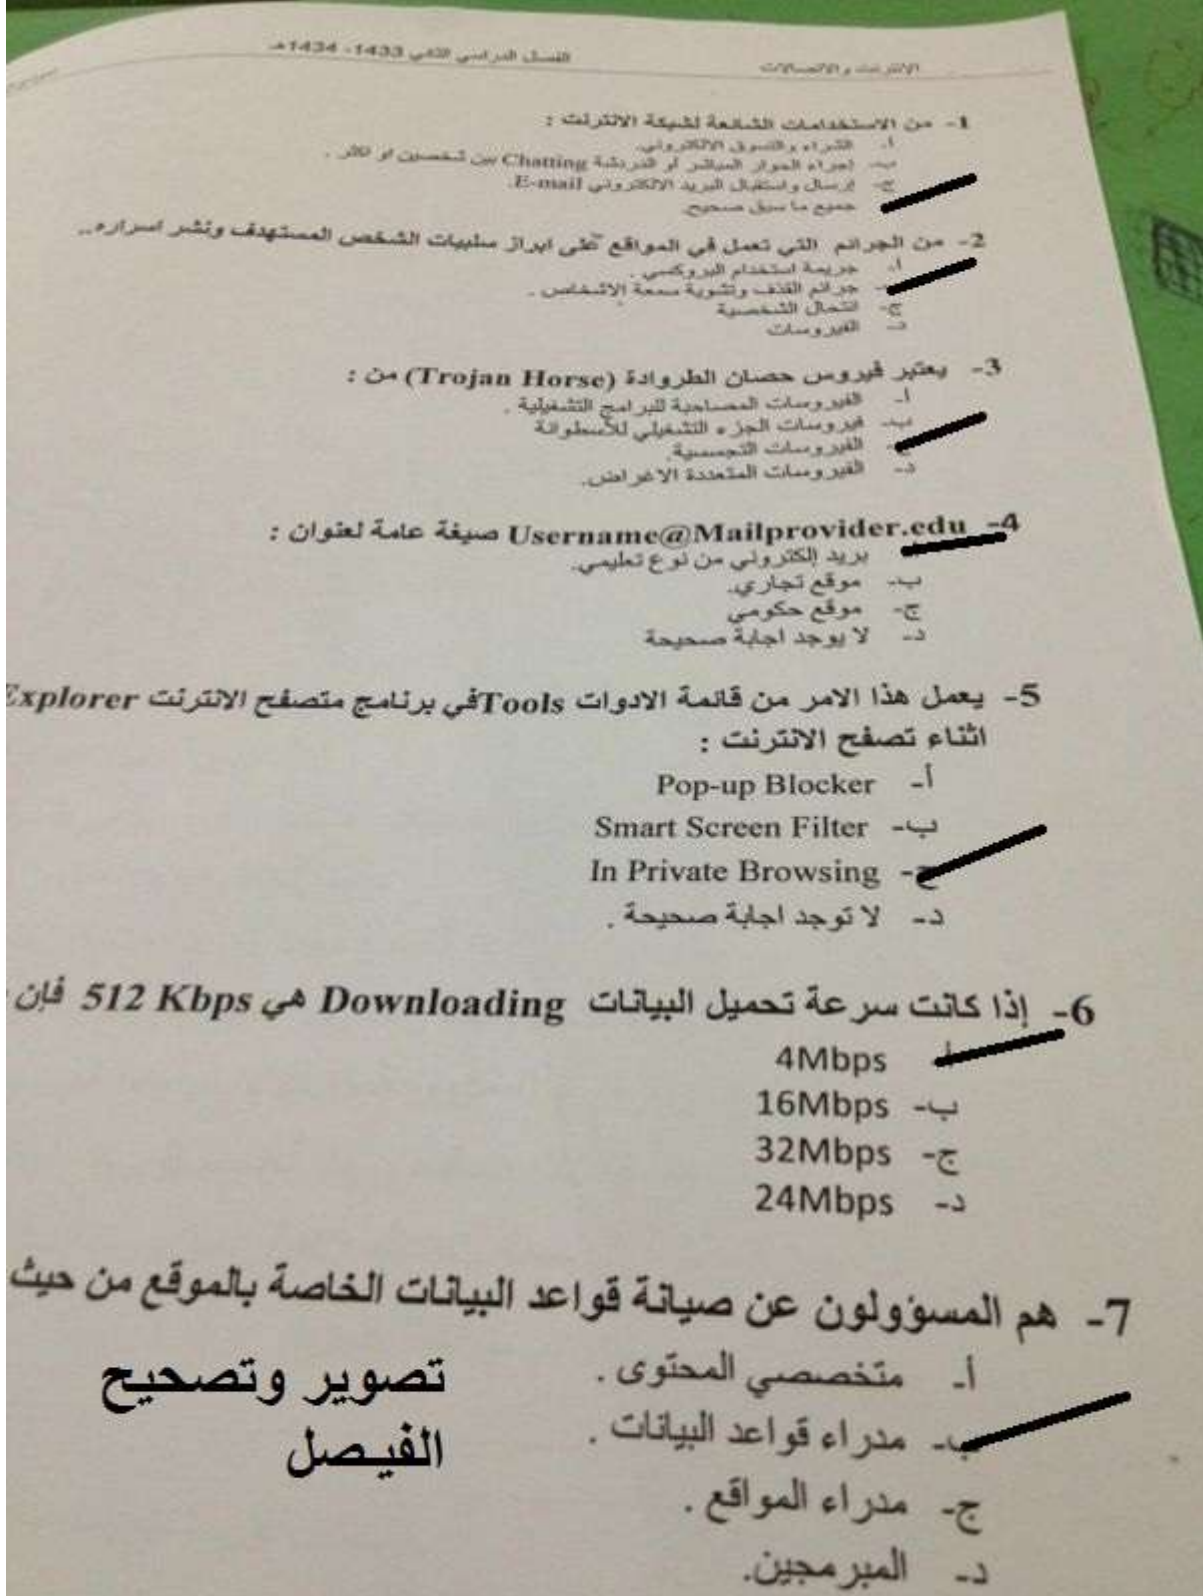 الانترنت والاتصالات الفصل الدراسي الثاني 1433- 1434هـ
1- من الاستخدامات الشائعة لشبكة الانترنت :
أ- الشراء والتسوق الالكتروني.
ب- إجراء الحوار المباشر أو الدردشة Chatting بين شخصين او اكثر .
ج- إرسال واستقبال البريد الالكتروني E-mail.
جميع ما سبق صحيح.
2- من الجرائم التي تعمل في المواقع على ابراز سلبيات الشخص المستهدف ونشر اسراره..
أ- جريمة استخدام البروكسي .
جرائم القذف وتشوية سمعة الاشخاص .
ج- انتحال الشخصية
د- الفيروسات
3- يعتبر فيروس حصان الطروادة (Trojan Horse) من :
أ- الفيروسات المصاحبة للبرامج التشغيلية .
ب- فيروسات الجزء التشغيلي للأسطوانة
ج- الفيروسات التجسسية.
د- الفيروسات المتعددة الاغراض.
4- Username@Mailprovider.edu صيغة عامة لعنوان :
بريد إلكتروني من نوع تعليمي.
ب- موقع تجاري.
ج- موقع حكومي
د- لا يوجد اجابة صحيحة
5- يعمل هذا الامر من قائمة الادوات Tools في برنامج متصفح الانترنت Explorer
اثناء تصفح الانترنت :
أ- Pop-up Blocker
ب- Smart Screen Filter
ج- In Private Browsing
د- لا توجد اجابة صحيحة .
6- إذا كانت سرعة تحميل البيانات Downloading هي 512 Kbps فإن
أ- 4Mbps
ب- 16Mbps
ج- 32Mbps
د- 24Mbps
7- هم المسؤولون عن صيانة قواعد البيانات الخاصة بالموقع من حيث
أ- متخصصي المحتوى .
ب- مدراء قواعد البيانات .
ج- مدراء المواقع .
د- المبرمجين.
تصوير وتصحيح
الفيصل